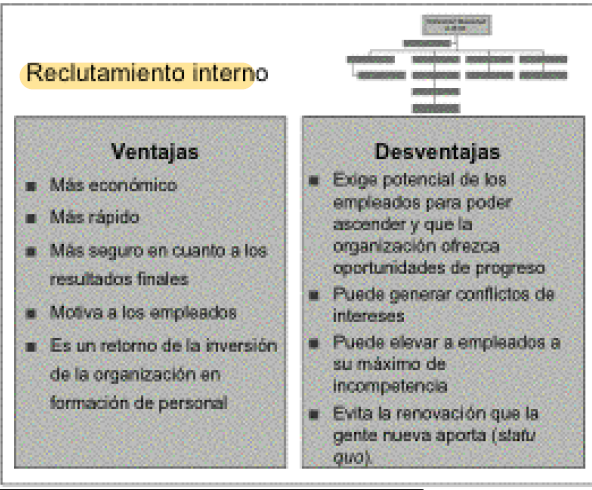 Reclutamiento interno
Ventajas
■ Más económico
■ Más rápido
■ Más seguro en cuanto a los
resultados finales
■ Motiva a los empleados
■ Es un retorno de la inversión
de la organización en
formación de personal
Desventajas
■ Exige potencial de los
empleados para poder
ascender y que la
organización ofrezca
oportunidades de progreso
■ Puede generar conflictos de
intereses
■ Puede elevar a empleados a
su máximo de
incompetencia
■ Evita la renovación que la
gente nueva aporta (statu
quo).